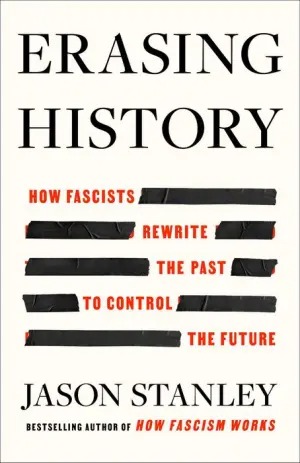 ERASING
HISTORY
HOW FASCISTS
REWRITE
THE PAST
TO CONTROL
THE FUTURE
JASON STANLEY
BESTSELLING AUTHOR OF HOW FASCISM WORKS